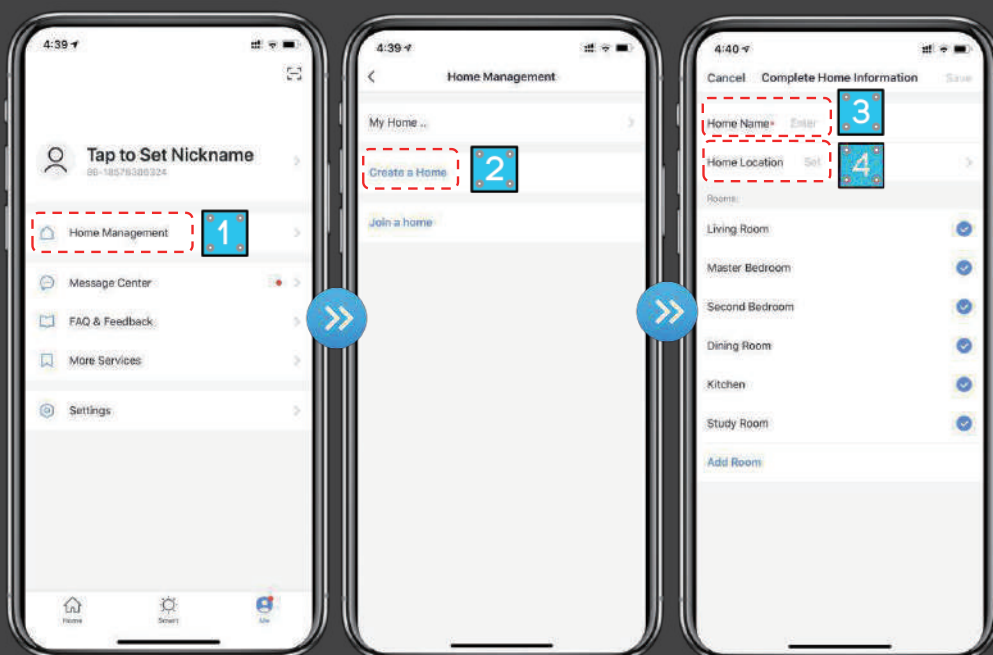 4:39
Tap to Set Nickname
Home Management
1
Message Center
FAQ & Feedback
More Services
Settings
Home
Smart
Me
4:39
Home Management
My Home ..
Create a Home
2
Join a home
4:40
Cancel Complete Home Information Save
Home Name* Enter
3
Home Location Set
4
Rooms:
Living Room
Master Bedroom
Second Bedroom
Dining Room
Kitchen
Study Room
Add Room